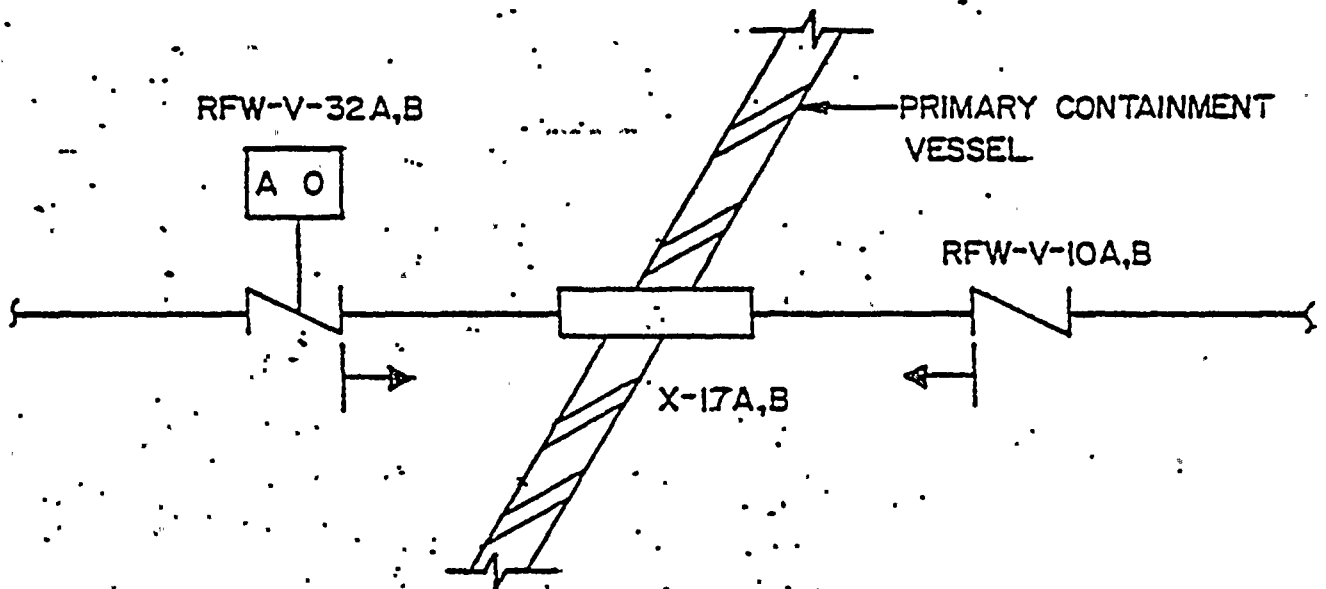 RFW-V-32A,B
A O
PRIMARY CONTAINMENT
VESSEL
RFW-V-10A,B
X-17A,B